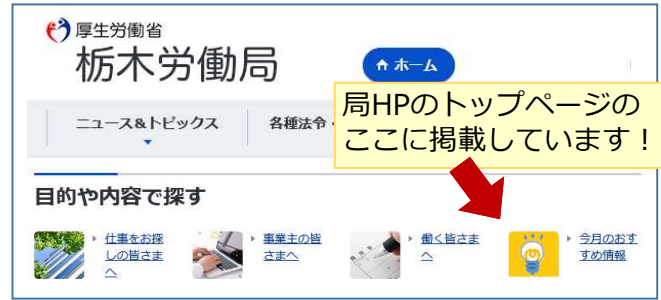 厚生労働省
栃木労働局
ホーム
ニュース&トピックス
各種法令・
局HPのトップページの
ここに掲載しています！
目的や内容で探す
仕事をお探
しの皆さま
へ
事業主の皆
さまへ
働く皆さま
へ
今月のおす
すめ情報